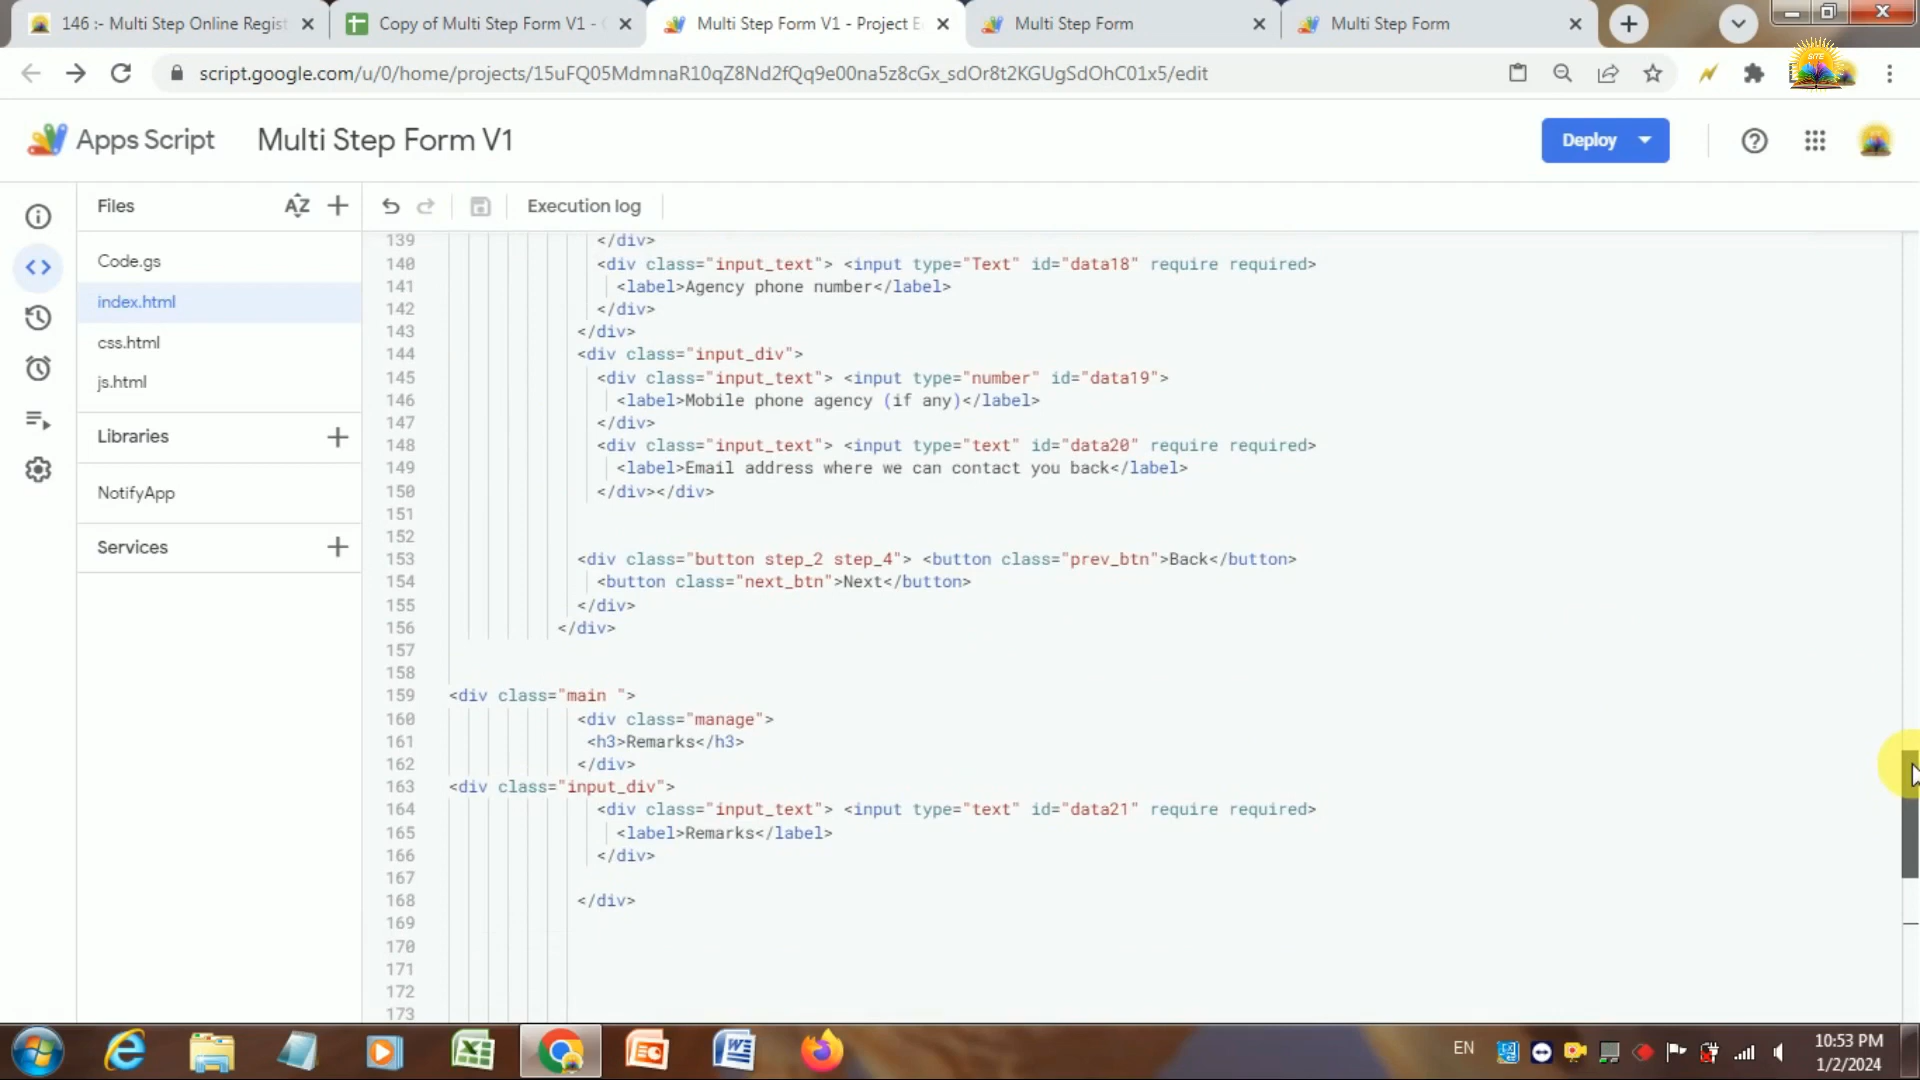 146 :- Multi Step Online Regist
Copy of Multi Step Form V1 -
Multi Step Form V1 - Project E
Multi Step Form
Multi Step Form
script.google.com/u/0/home/projects/15uFQ05MdmnaR10qZ8Nd2fQq9e00na5z8cGx_sdOr8t2KGUgSdOhC01x5/edit
SITE
Apps Script
Multi Step Form V1
Deploy
Files
AZ
Execution log
Code.gs
index.html
css.html
js.html
Libraries
NotifyApp
Services
139 </div>
140 <div class="input_text"> <input type="Text" id="data18" require required>
141 <label>Agency phone number</label>
142 </div>
143 </div>
144 <div class="input_div">
145 <div class="input_text"> <input type="number" id="data19">
146 <label>Mobile phone agency (if any)</label>
147 </div>
148 <div class="input_text"> <input type="text" id="data20" require required>
149 <label>Email address where we can contact you back</label>
150 </div></div>
151
152
153 <div class="button step_2 step_4"> <button class="prev_btn">Back</button>
154 <button class="next_btn">Next</button>
155 </div>
156 </div>
157
158
159 <div class="main ">
160 <div class="manage">
161 <h3>Remarks</h3>
162 </div>
163 <div class="input_div">
164 <div class="input_text"> <input type="text" id="data21" require required>
165 <label>Remarks</label>
166 </div>
167
168 </div>
169
170
171
172
173
EN
10:53 PM
1/2/2024